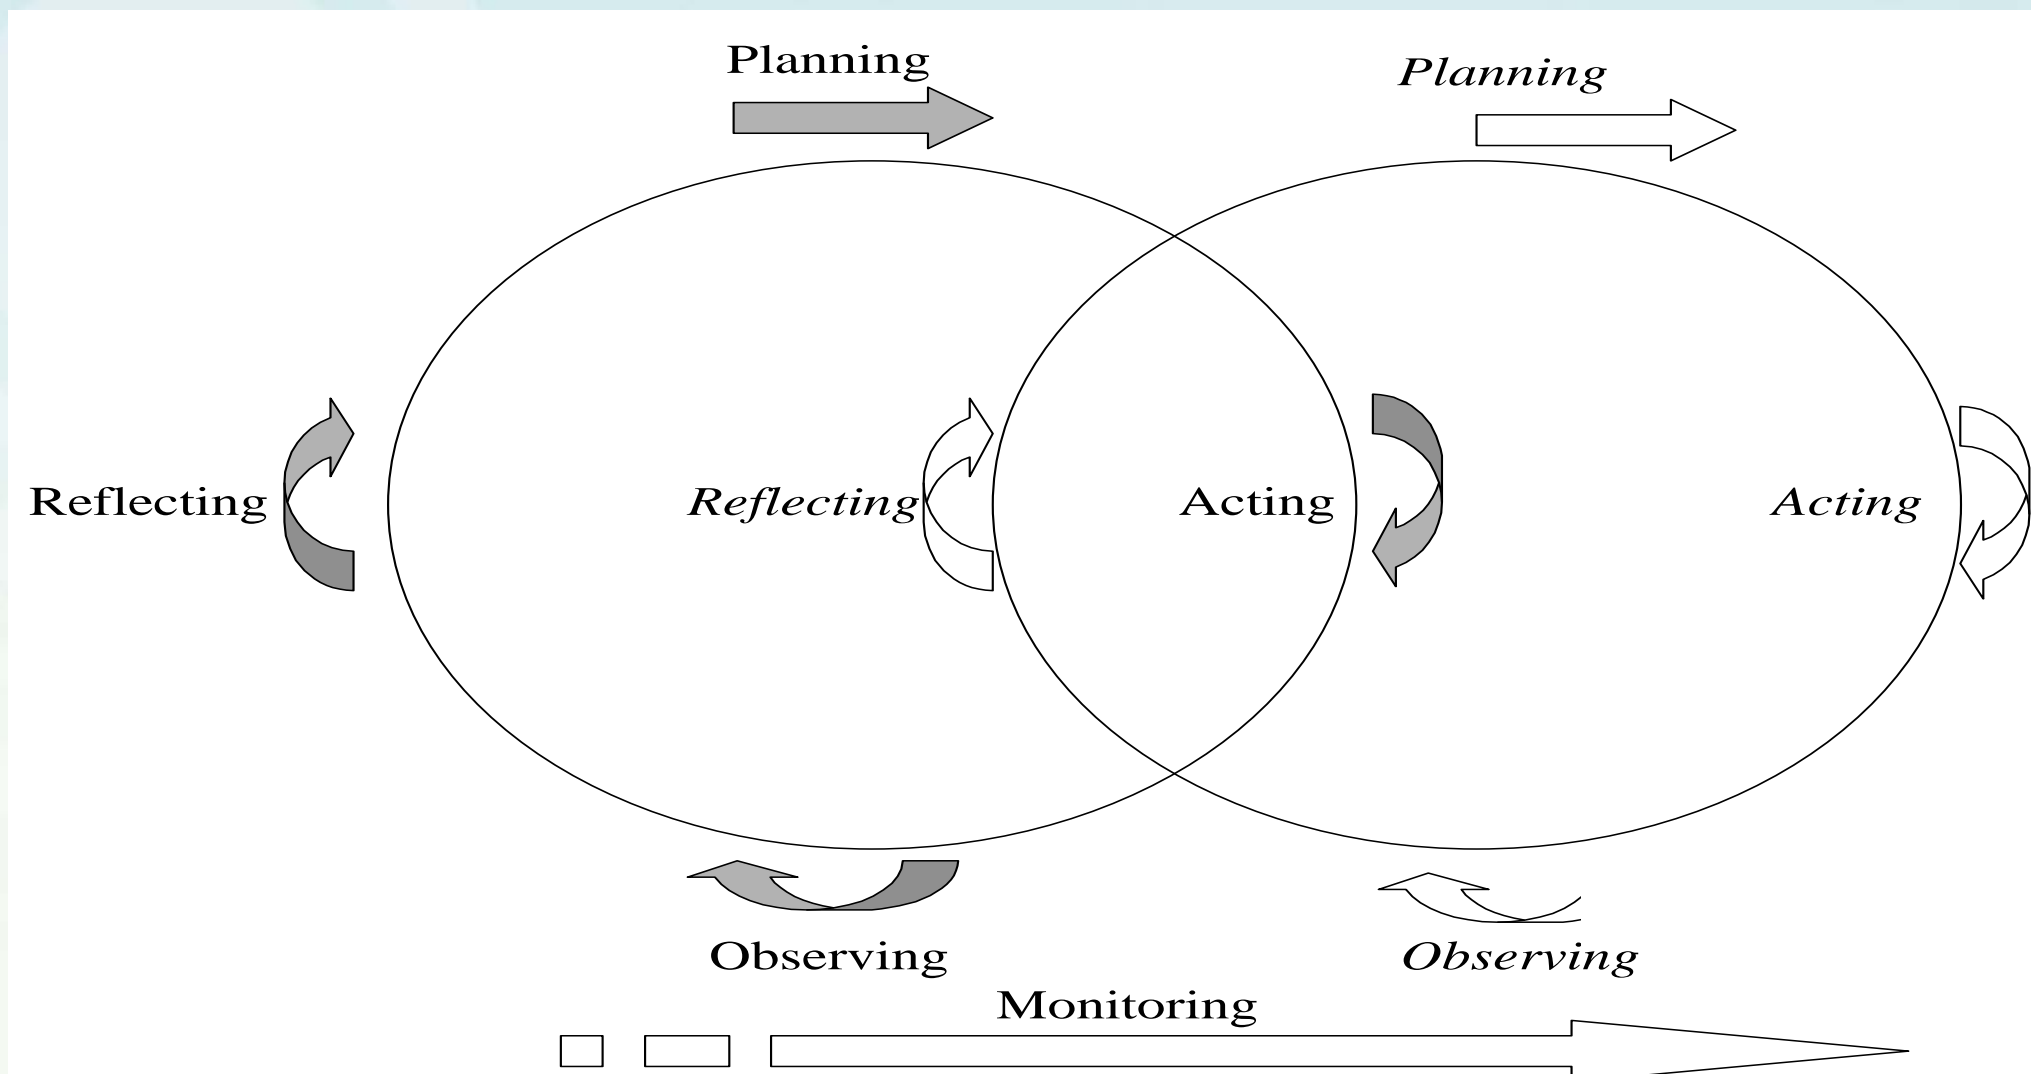 Planning
Planning
Reflecting
Reflecting
Acting
Acting
Observing
Observing
Monitoring